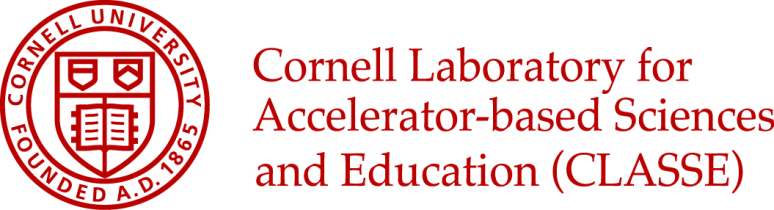 CORNELL UNIVERSITY
FOUNDED A.D. 1865
Cornell Laboratory for
Accelerator-based Sciences
and Education (CLASSE)